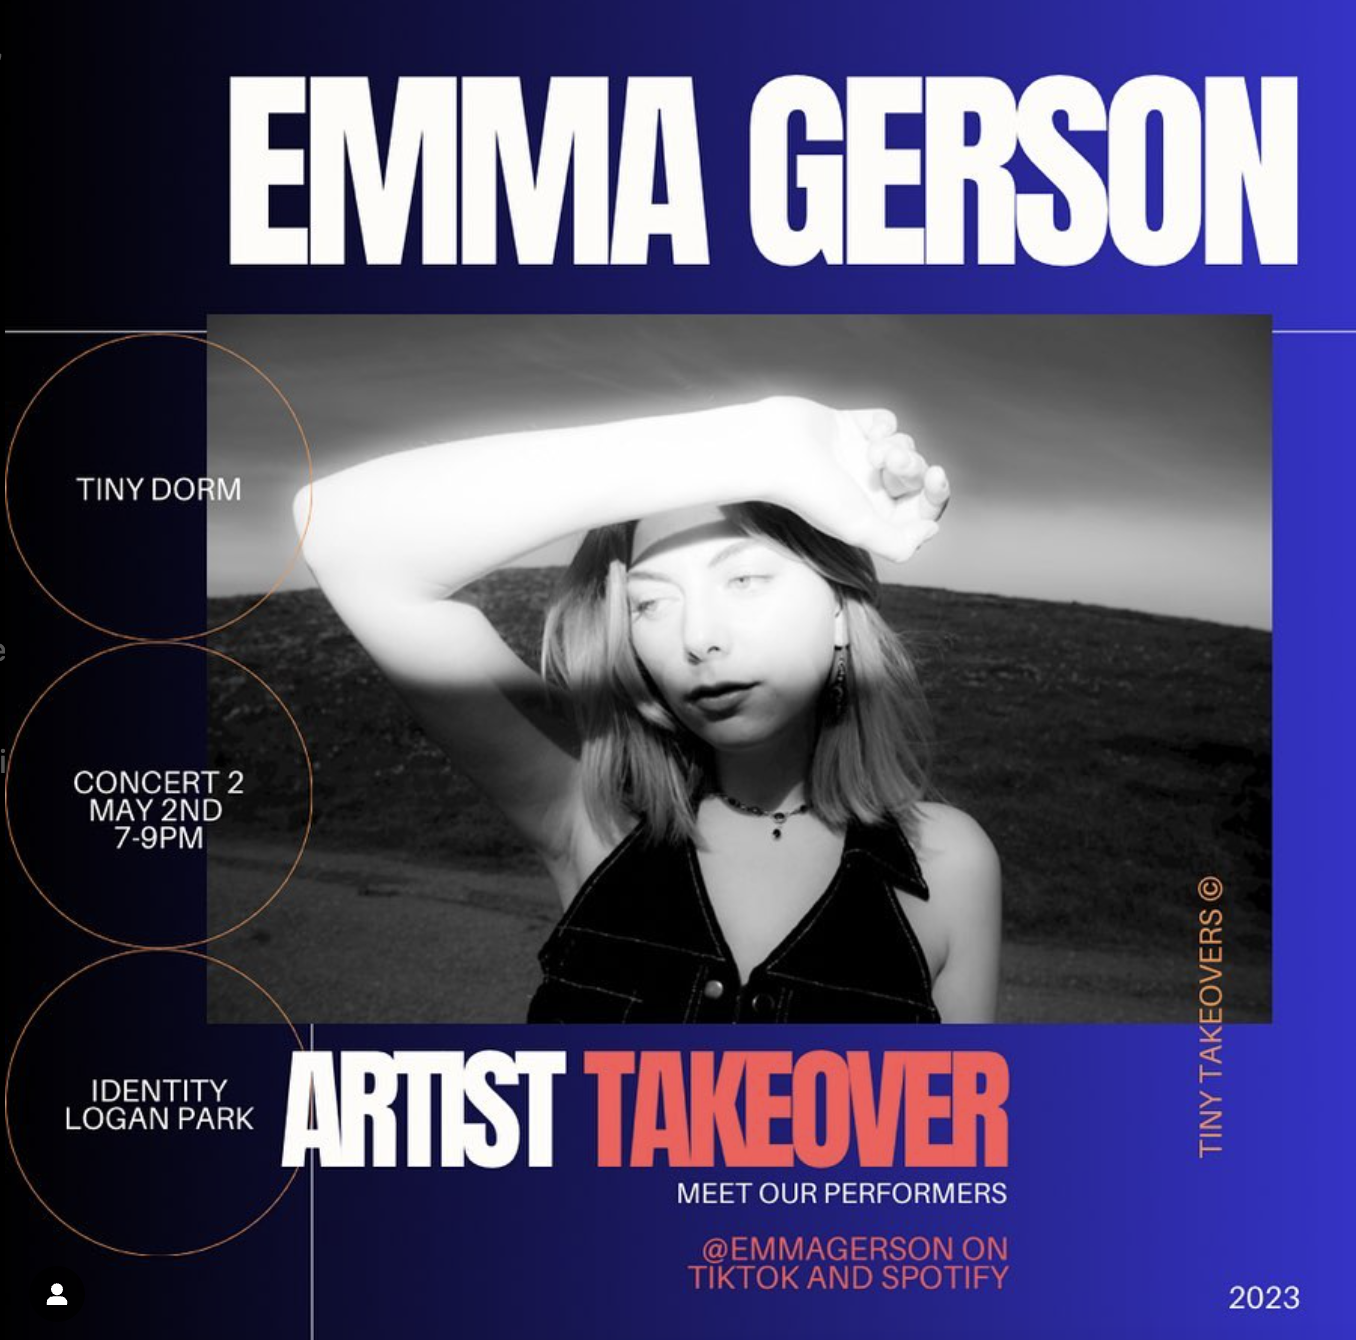 EMMA GERSON
TINY DORM
CONCERT 2
MAY 2ND
7-9PM
IDENTITY
LOGAN PARK
ARTIST TAKEOVER
MEET OUR PERFORMERS
@EMMAGERSON ON
TIKTOK AND SPOTIFY
TINY TAKEOVERS ©
2023